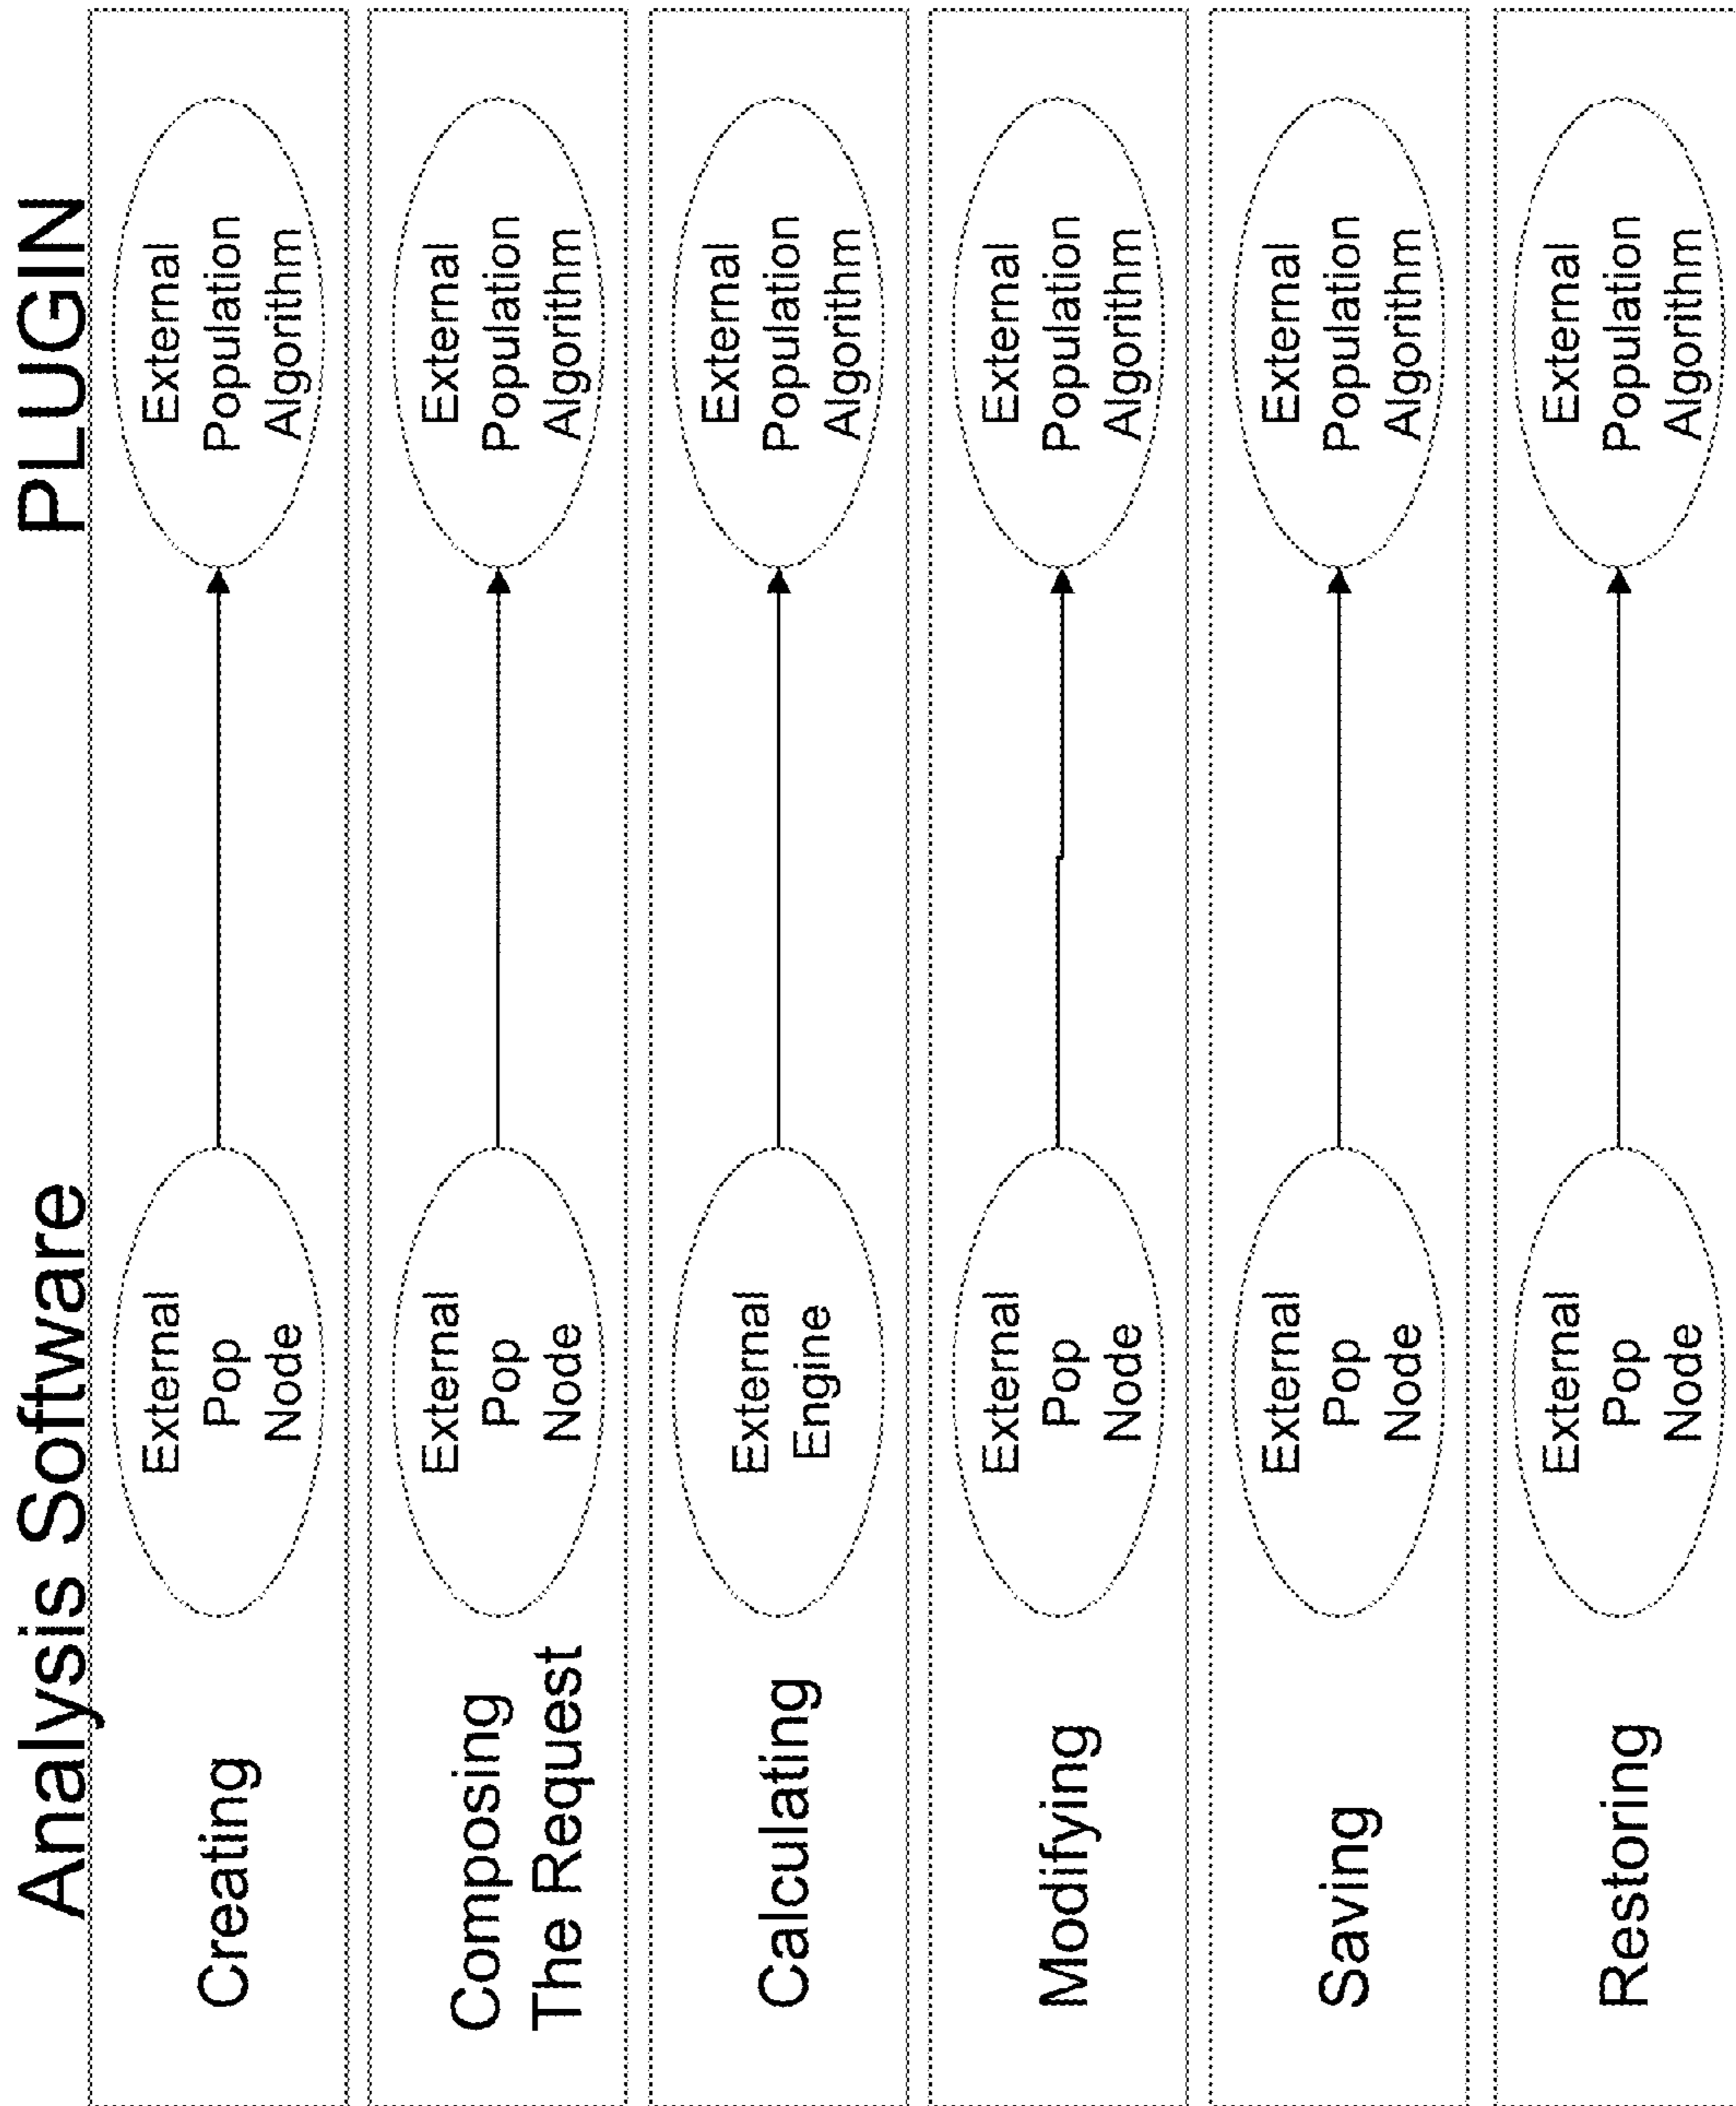 Analysis Software
PLUGIN
Creating
External
Pop
Node
External
Population
Algorithm
Composing
The Request
External
Pop
Node
External
Population
Algorithm
Calculating
External
Engine
External
Population
Algorithm
Modifying
External
Pop
Node
External
Population
Algorithm
Saving
External
Pop
Node
External
Population
Algorithm
Restoring
External
Pop
Node
External
Population
Algorithm